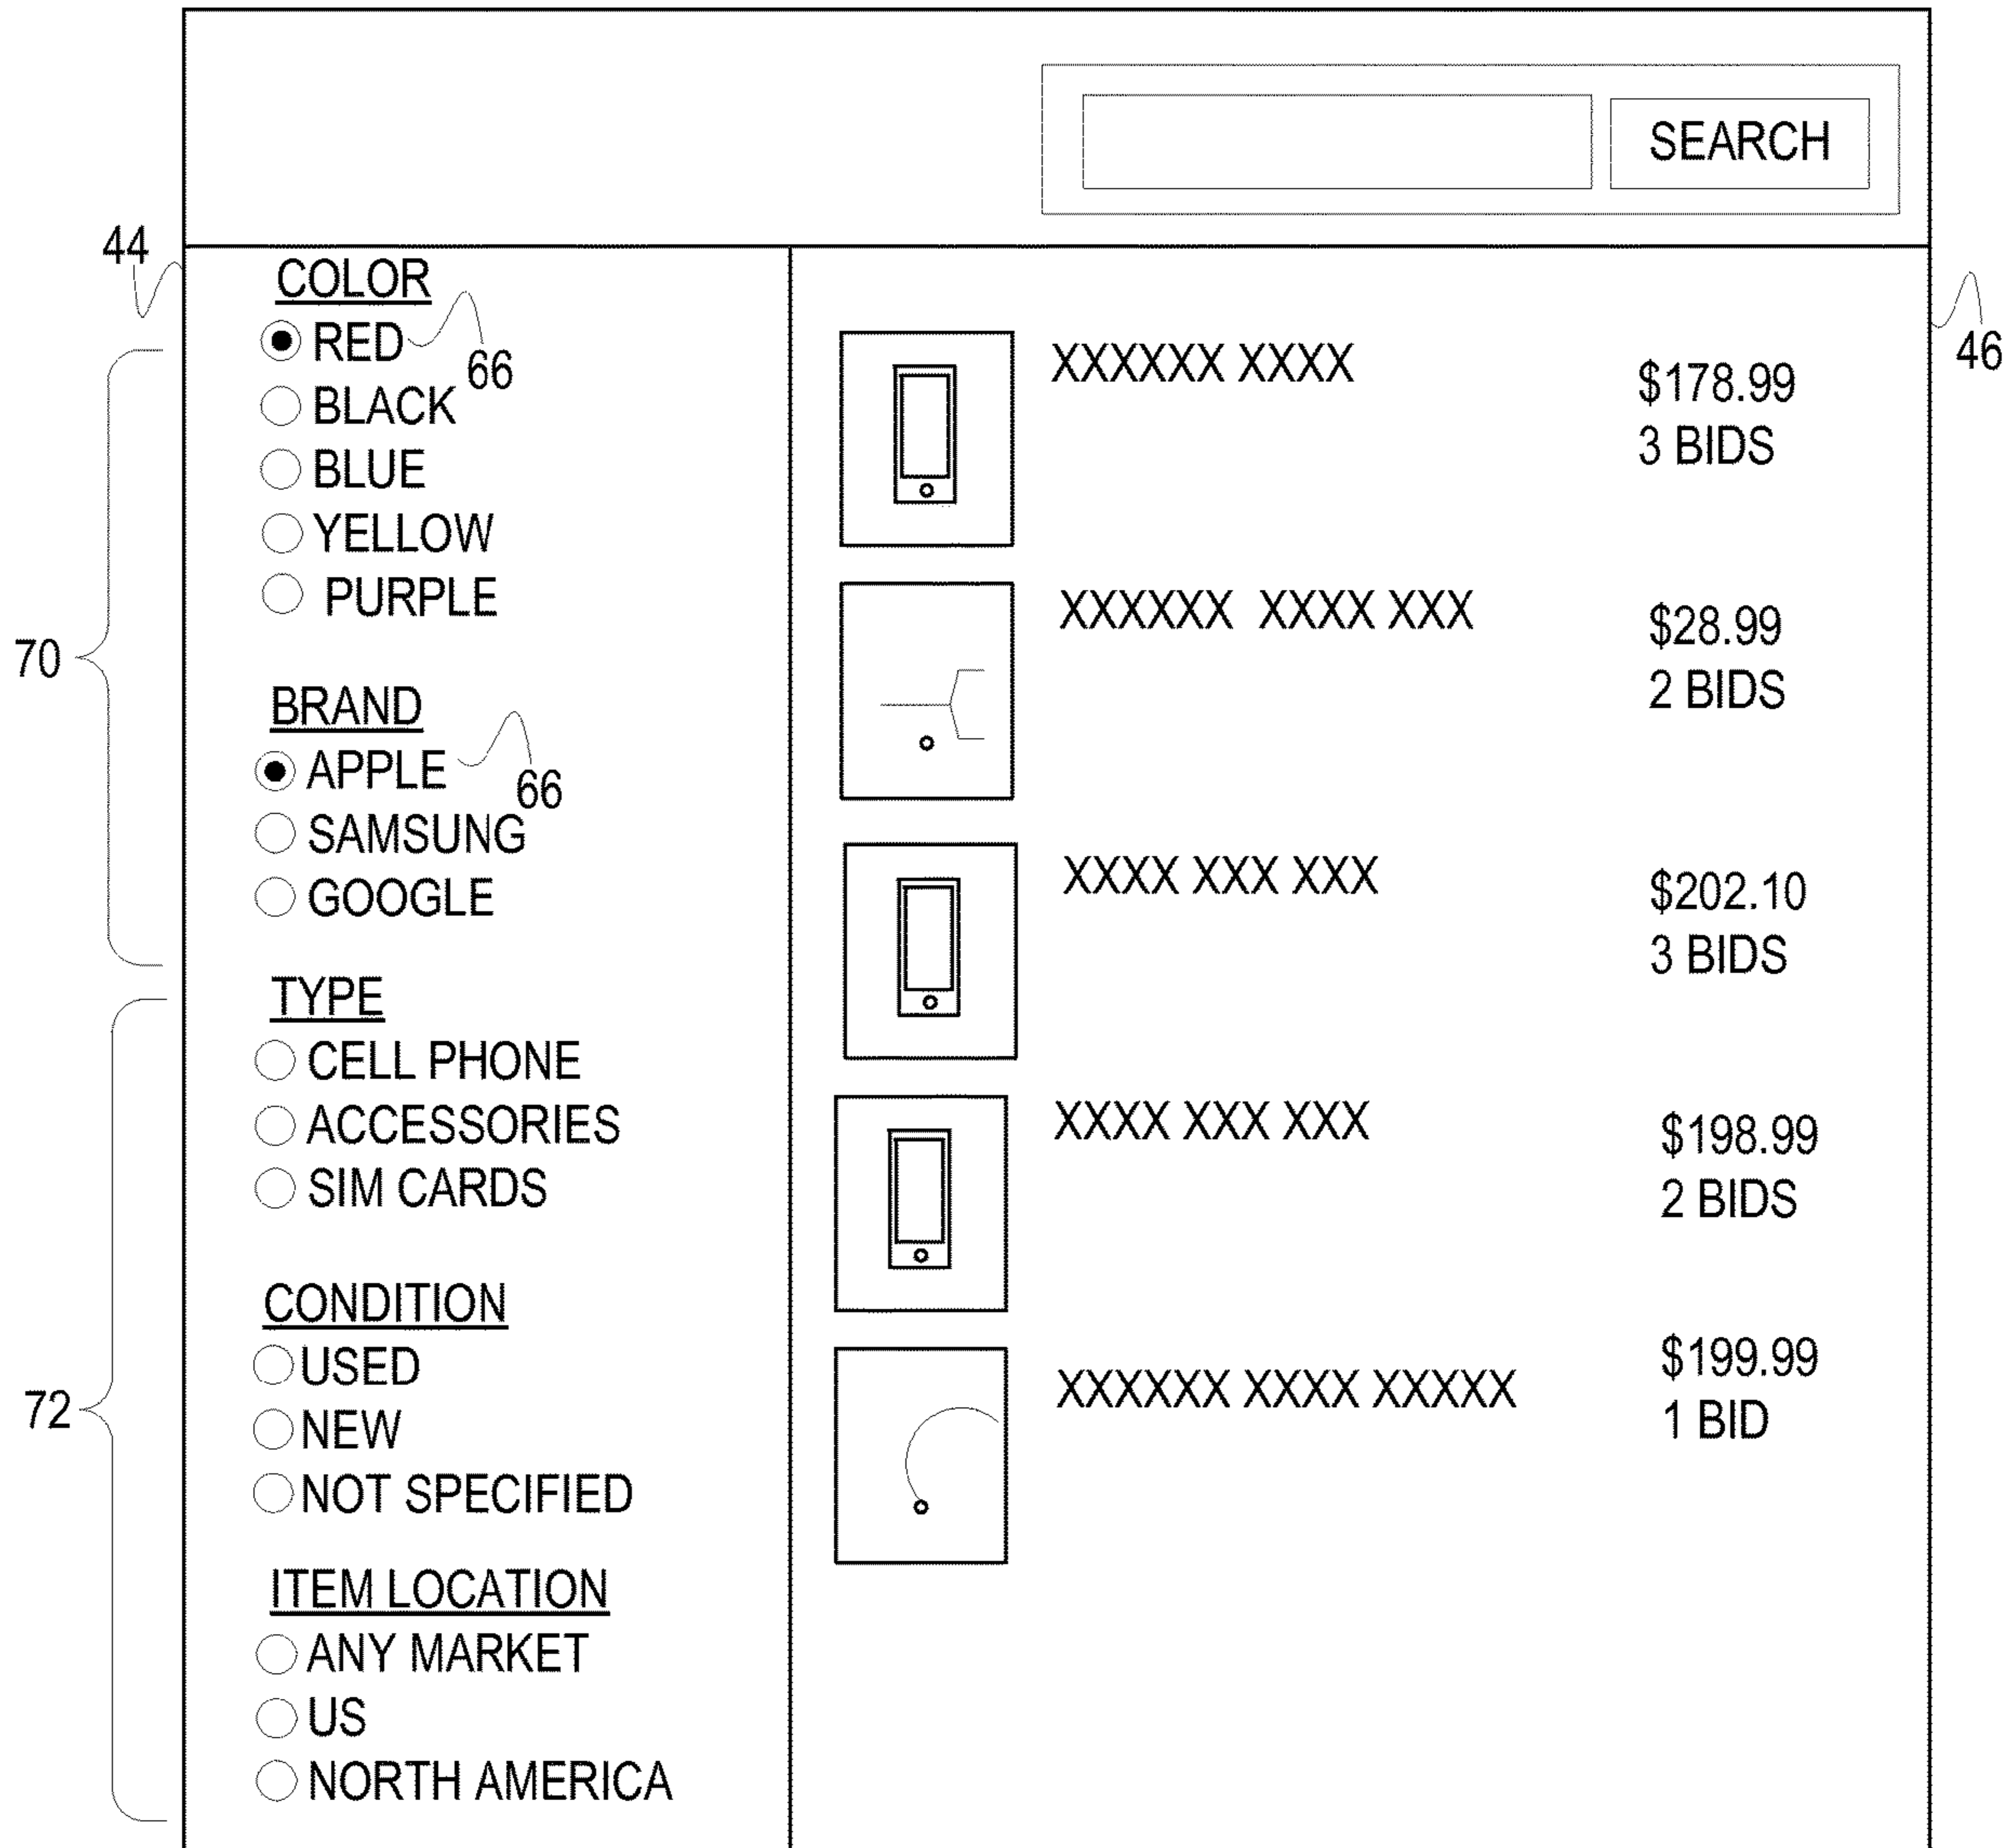 SEARCH
44
COLOR
RED
66
BLACK
BLUE
YELLOW
PURPLE
70
BRAND
APPLE
66
SAMSUNG
GOOGLE
TYPE
CELL PHONE
ACCESSORIES
SIM CARDS
72
CONDITION
USED
NEW
NOT SPECIFIED
ITEM LOCATION
ANY MARKET
US
NORTH AMERICA
46
XXXXXX XXXX
$178.99
3 BIDS
XXXXXX XXXX XXX
$28.99
2 BIDS
XXXX XXX XXX
$202.10
3 BIDS
XXXX XXX XXX
$198.99
2 BIDS
XXXXXX XXXX XXXXX
$199.99
1 BID